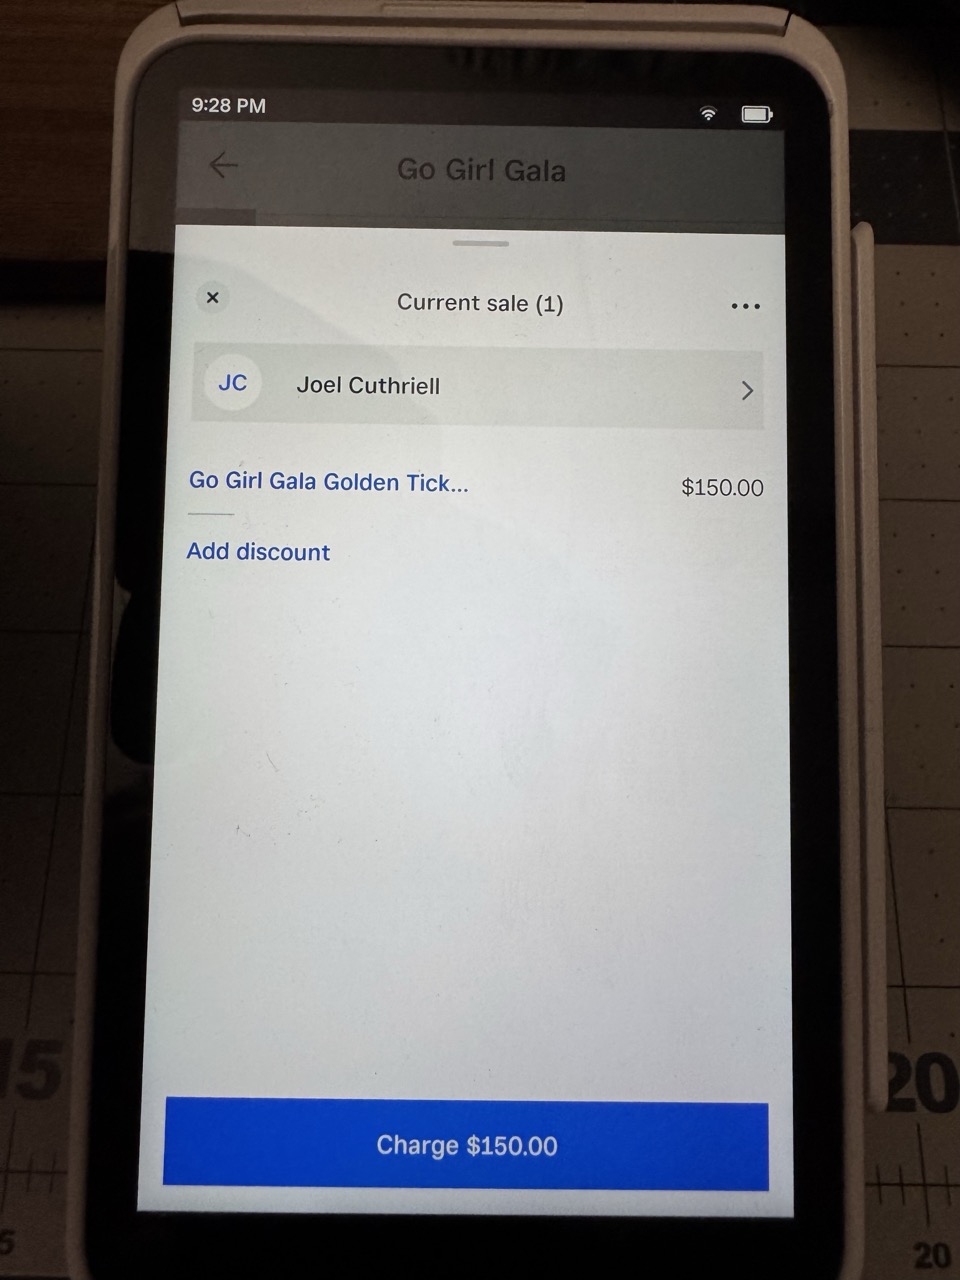 9:28 PM
Go Girl Gala
Current sale (1)
JC Joel Cuthriell
Go Girl Gala Golden Tick... $150.00
Add discount
Charge $150.00
15
20
5
20